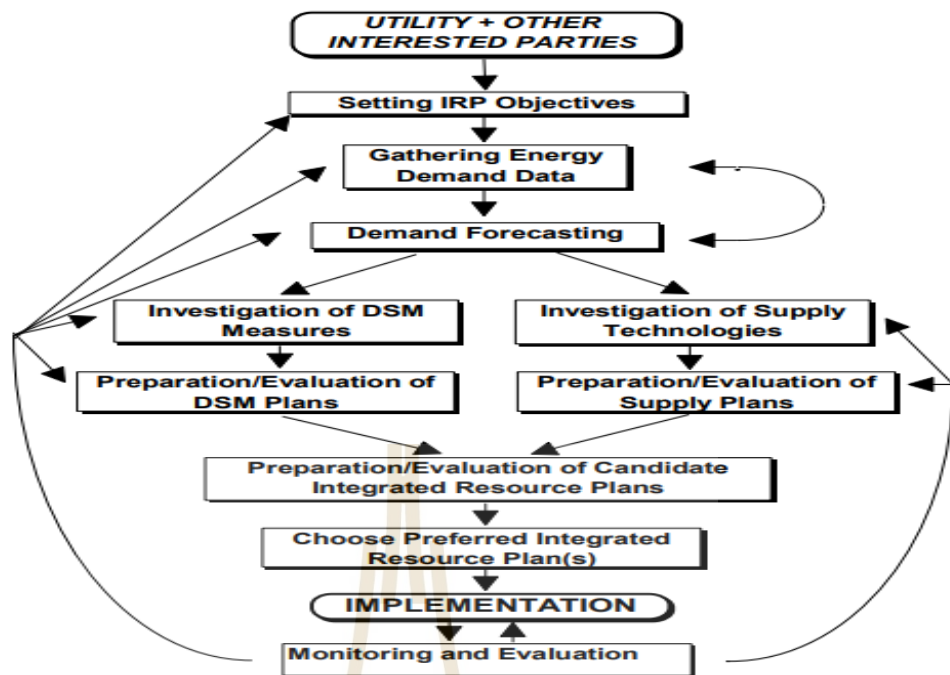 UTILITY + OTHER
INTERESTED PARTIES
Setting IRP Objectives
Gathering Energy
Demand Data
Demand Forecasting
Investigation of DSM
Measures
Investigation of Supply
Technologies
Preparation/Evaluation of
DSM Plans
Preparation/Evaluation of
Supply Plans
Preparation/Evaluation of Candidate
Integrated Resource Plans
Choose Preferred Integrated
Resource Plan(s)
IMPLEMENTATION
Monitoring and Evaluation